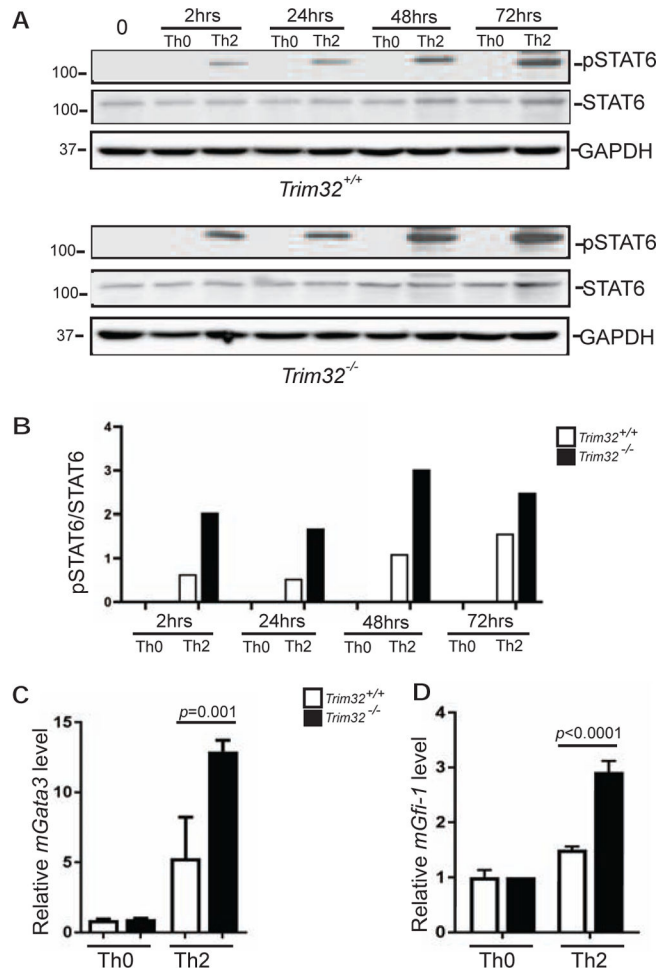 A
0 2hrs 24hrs 48hrs 72hrs
Th0 Th2 Th0 Th2 Th0 Th2 Th0 Th2
100 pSTAT6
100 STAT6
37 GAPDH
Trim32+/+
100 pSTAT6
100 STAT6
37 GAPDH
Trim32-/-
B
Trim32+/+
Trim32-/-
pSTAT6/STAT6
4
3
2
1
0
2hrs 24hrs 48hrs 72hrs
Th0 Th2 Th0 Th2 Th0 Th2 Th0 Th2
C
Trim32+/+
Trim32-/-
p=0.001
Relative mGata3 level
15
10
5
0
Th0 Th2
D
p<0.0001
Relative mGfi-1 level
4
3
2
1
0
Th0 Th2